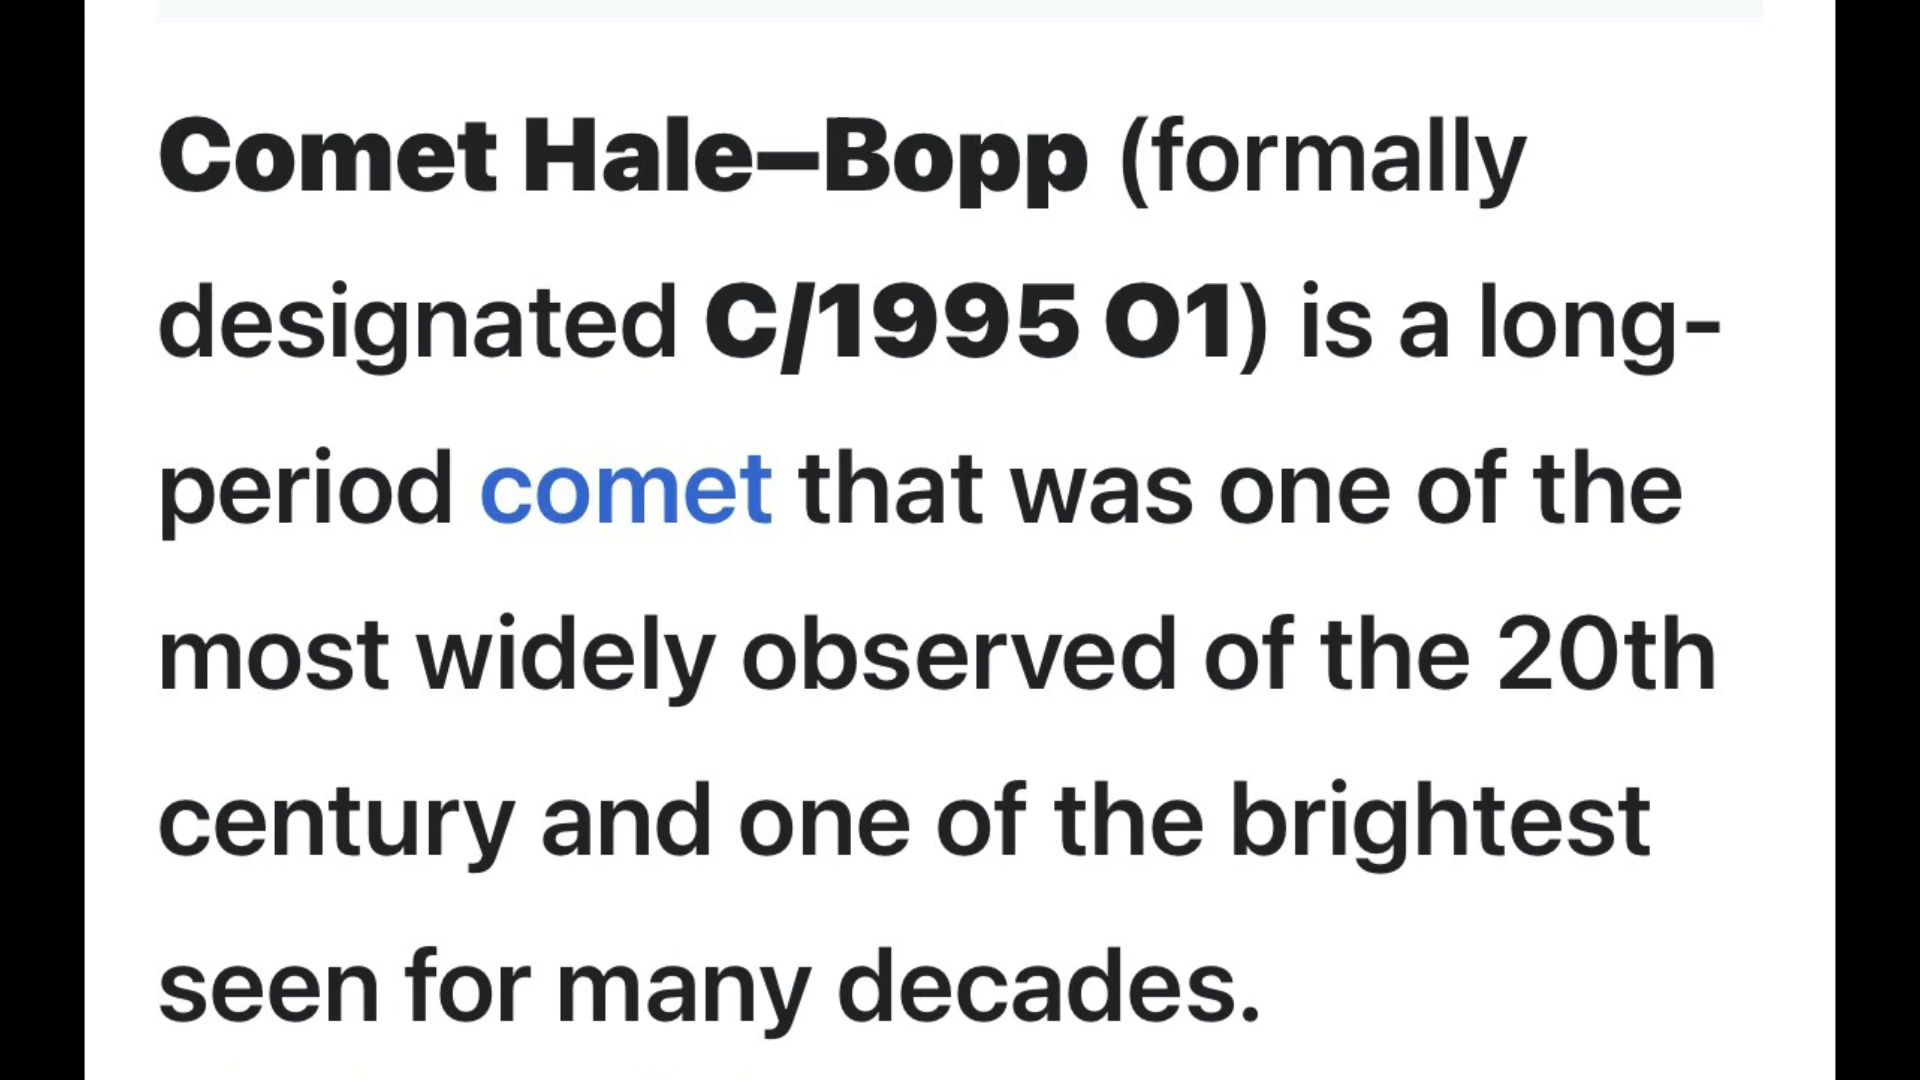 Comet Hale–Bopp (formally
designated C/1995 O1) is a long-
period comet that was one of the
most widely observed of the 20th
century and one of the brightest
seen for many decades.